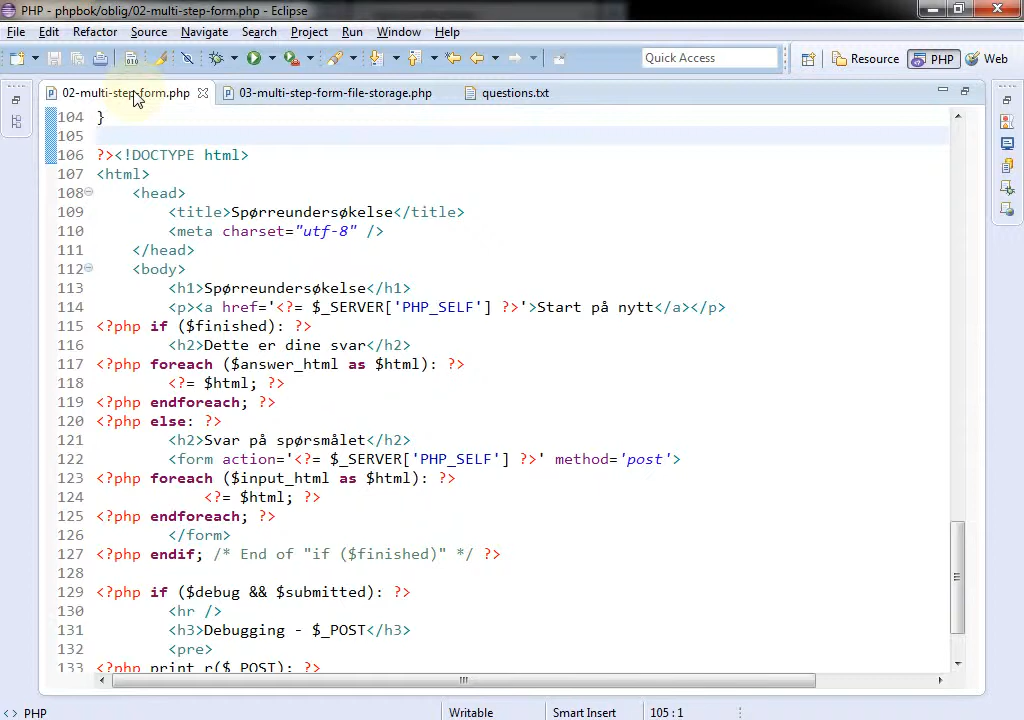 PHP - phpbok/oblig/02-multi-step-form.php - Eclipse
File Edit Refactor Source Navigate Search Project Run Window Help
Quick Access Resource PHP Web
02-multi-step-form.php 03-multi-step-form-file-storage.php questions.txt
104 }
105
106 ?><!DOCTYPE html>
107 <html>
108 <head>
109 <title>Spørreundersøkelse</title>
110 <meta charset="utf-8" />
111 </head>
112 <body>
113 <h1>Spørreundersøkelse</h1>
114 <p><a href='<?= $_SERVER['PHP_SELF'] ?>'>Start på nytt</a></p>
115 <?php if ($finished): ?>
116 <h2>Dette er dine svar</h2>
117 <?php foreach ($answer_html as $html): ?>
118 <?= $html; ?>
119 <?php endforeach; ?>
120 <?php else: ?>
121 <h2>Svar på spørsmålet</h2>
122 <form action='<?= $_SERVER['PHP_SELF'] ?>' method='post'>
123 <?php foreach ($input_html as $html): ?>
124 <?= $html; ?>
125 <?php endforeach; ?>
126 </form>
127 <?php endif; /* End of "if ($finished)" */ ?>
128
129 <?php if ($debug && $submitted): ?>
130 <hr />
131 <h3>Debugging - $_POST</h3>
132 <pre>
133 <?php print_r($_POST); ?>
<> PHP Writable Smart Insert 105 : 1